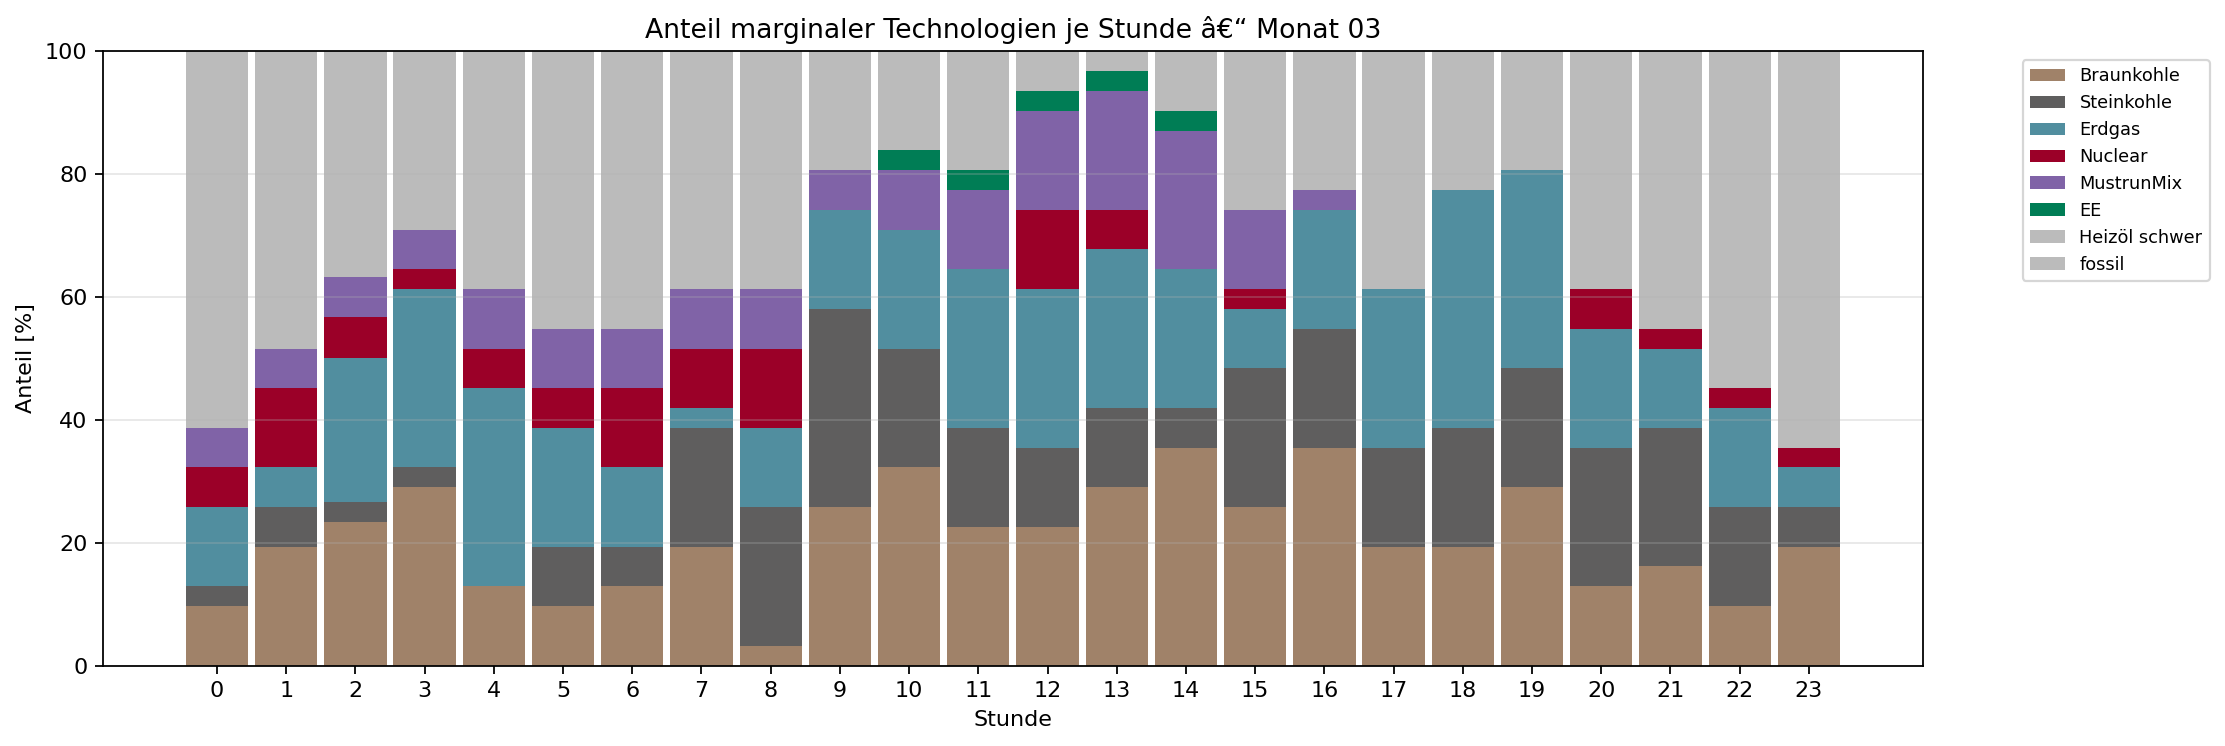 Anteil marginaler Technologien je Stunde â€“ Monat 03
Anteil [%]
100
80
60
40
20
0
0 1 2 3 4 5 6 7 8 9 10 11 12 13 14 15 16 17 18 19 20 21 22 23
Stunde
Braunkohle
Steinkohle
Erdgas
Nuclear
MustrunMix
EE
Heizöl schwer
fossil